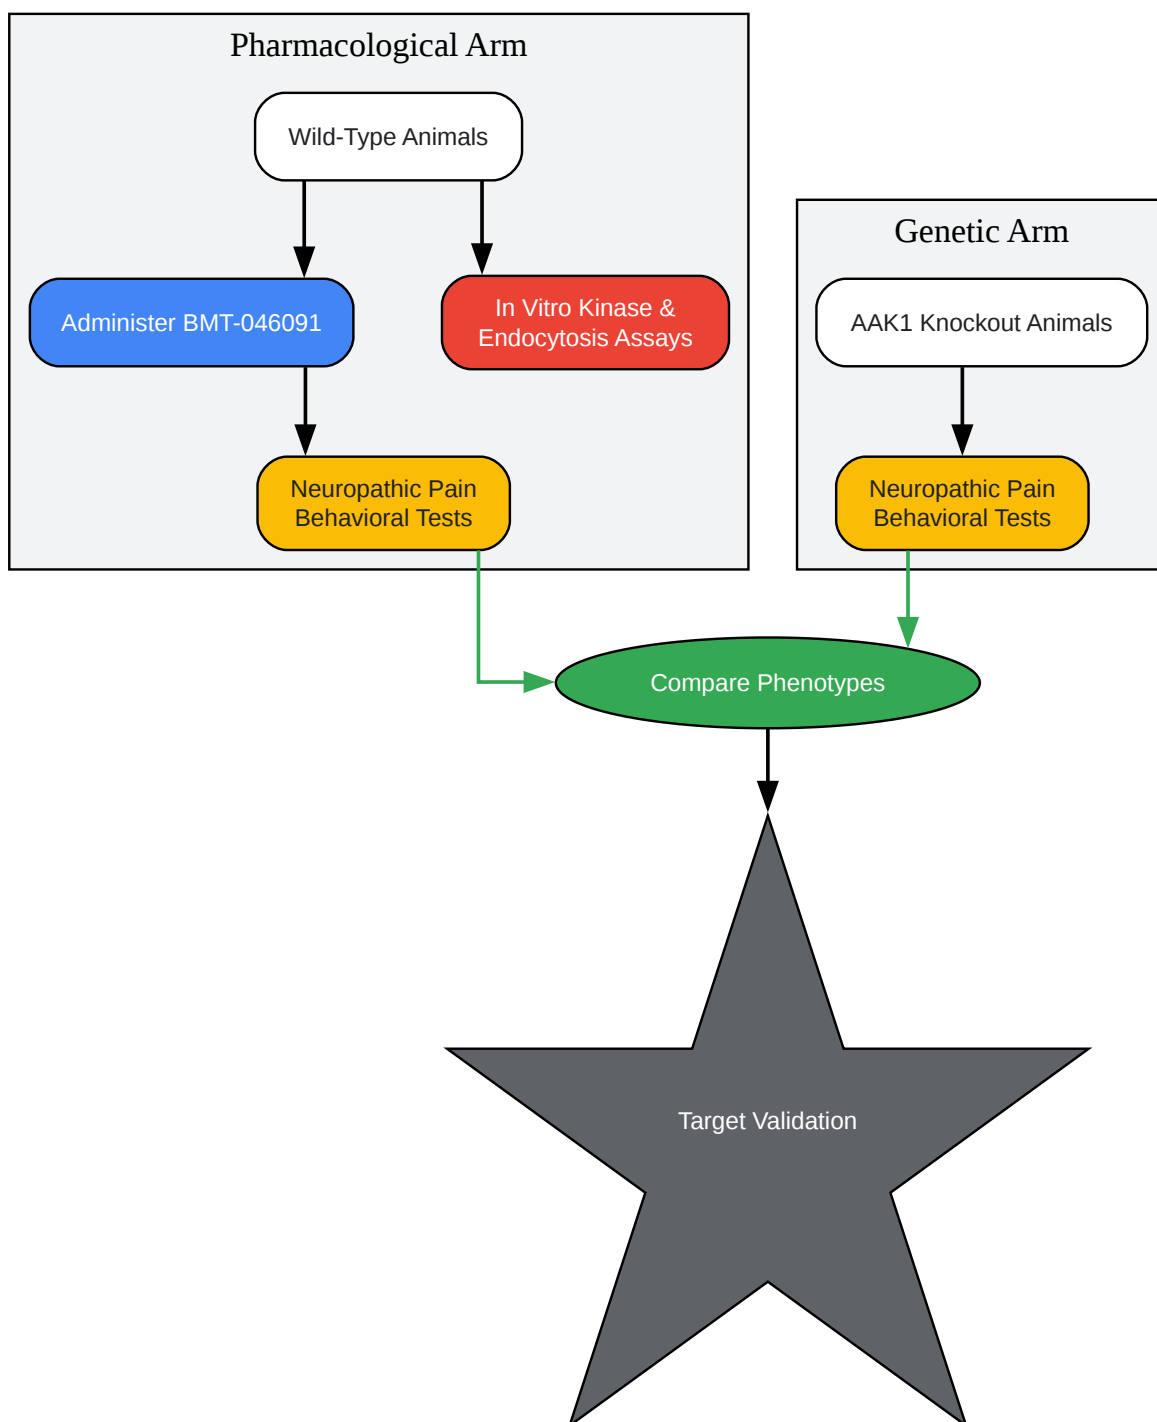 Pharmacological Arm
Wild-Type Animals
Administer BMT-046091
In Vitro Kinase &
Endocytosis Assays
Neuropathic Pain
Behavioral Tests
Genetic Arm
AAK1 Knockout Animals
Neuropathic Pain
Behavioral Tests
Compare Phenotypes
Target Validation